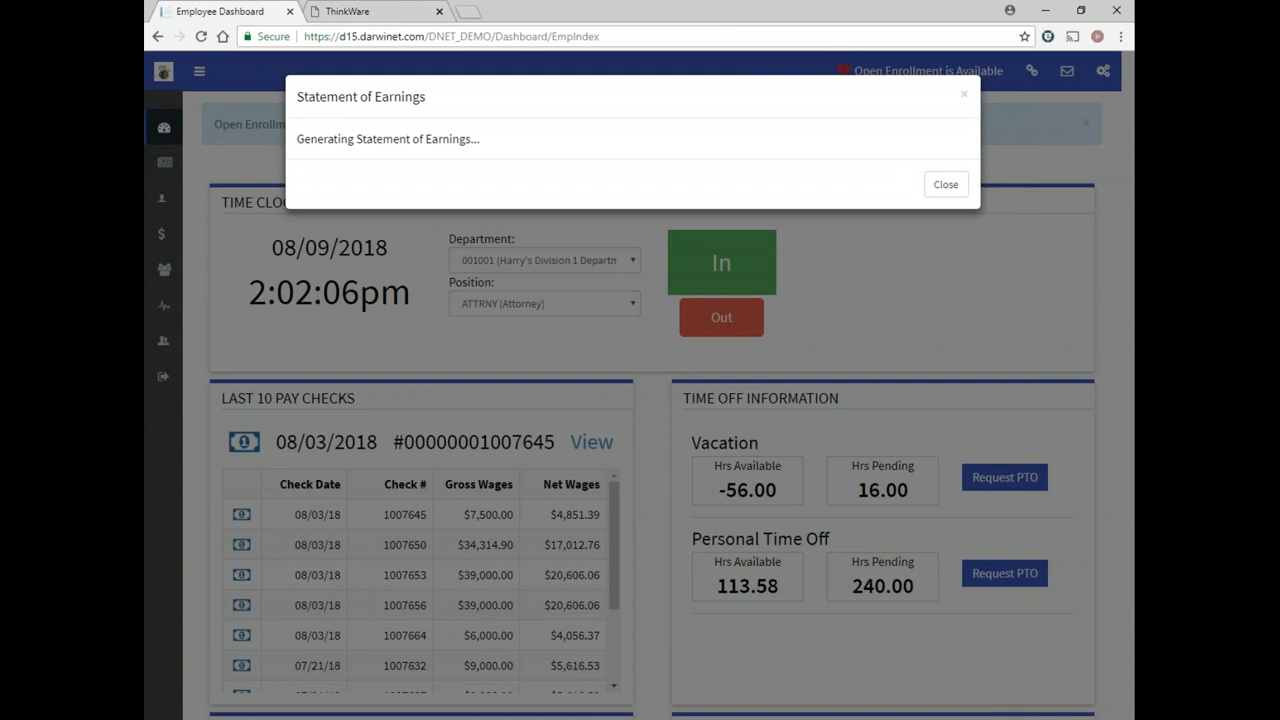 Employee Dashboard
ThinkWare
Secure
https://d15.darwinet.com/DNET_DEMO/Dashboard/EmpIndex
Open Enrollment is Available
Statement of Earnings
×
Open Enrollm
×
Generating Statement of Earnings...
Close
TIME CLO
08/09/2018
2:02:06pm
Department:
001001 (Harry's Division 1 Departm
Position:
ATTRNY (Attorney)
In
Out
LAST 10 PAY CHECKS
08/03/2018 #00000001007645 View
Check Date Check # Gross Wages Net Wages
08/03/18 1007645 $7,500.00 $4,851.39
08/03/18 1007650 $34,314.90 $17,012.76
08/03/18 1007653 $39,000.00 $20,606.06
08/03/18 1007656 $39,000.00 $20,606.06
08/03/18 1007664 $6,000.00 $4,056.37
07/21/18 1007632 $9,000.00 $5,616.53
TIME OFF INFORMATION
Vacation
Hrs Available Hrs Pending
-56.00 16.00
Request PTO
Personal Time Off
Hrs Available Hrs Pending
113.58 240.00
Request PTO